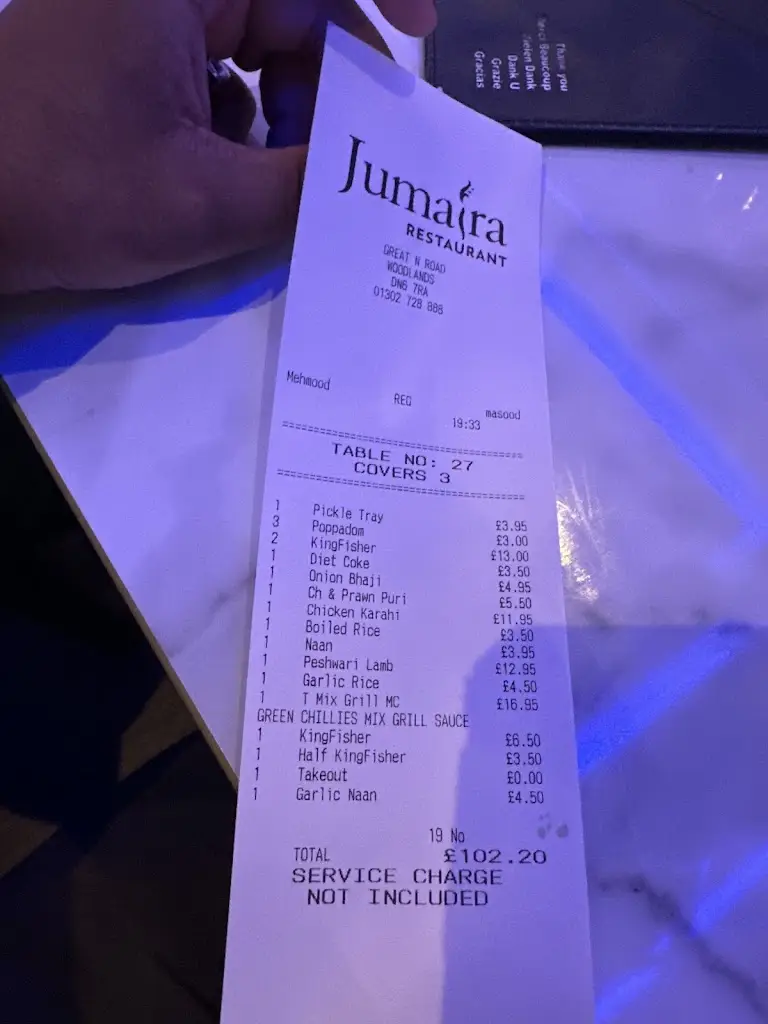 Thank you
Merci Beaucoup
Vielen Dank
Dank U
Grazie
Gracias
Jumaira
RESTAURANT
GREAT N ROAD
WOODLANDS
DN6 7RA
01302 728 888
Mehmood REG masood
19:33
TABLE NO: 27
COVERS 3
1 Pickle Tray £3.95
3 Poppadom £3.00
2 KingFisher £13.00
1 Diet Coke £3.50
1 Onion Bhaji £4.95
1 Ch & Prawn Puri £5.50
1 Chicken Karahi £11.95
1 Boiled Rice £3.50
1 Naan £3.95
1 Peshwari Lamb £12.95
1 Garlic Rice £4.50
1 T Mix Grill MC £16.95
GREEN CHILLIES MIX GRILL SAUCE
1 KingFisher £6.50
1 Half KingFisher £3.50
1 Takeout £0.00
1 Garlic Naan £4.50
19 No
TOTAL £102.20
SERVICE CHARGE
NOT INCLUDED